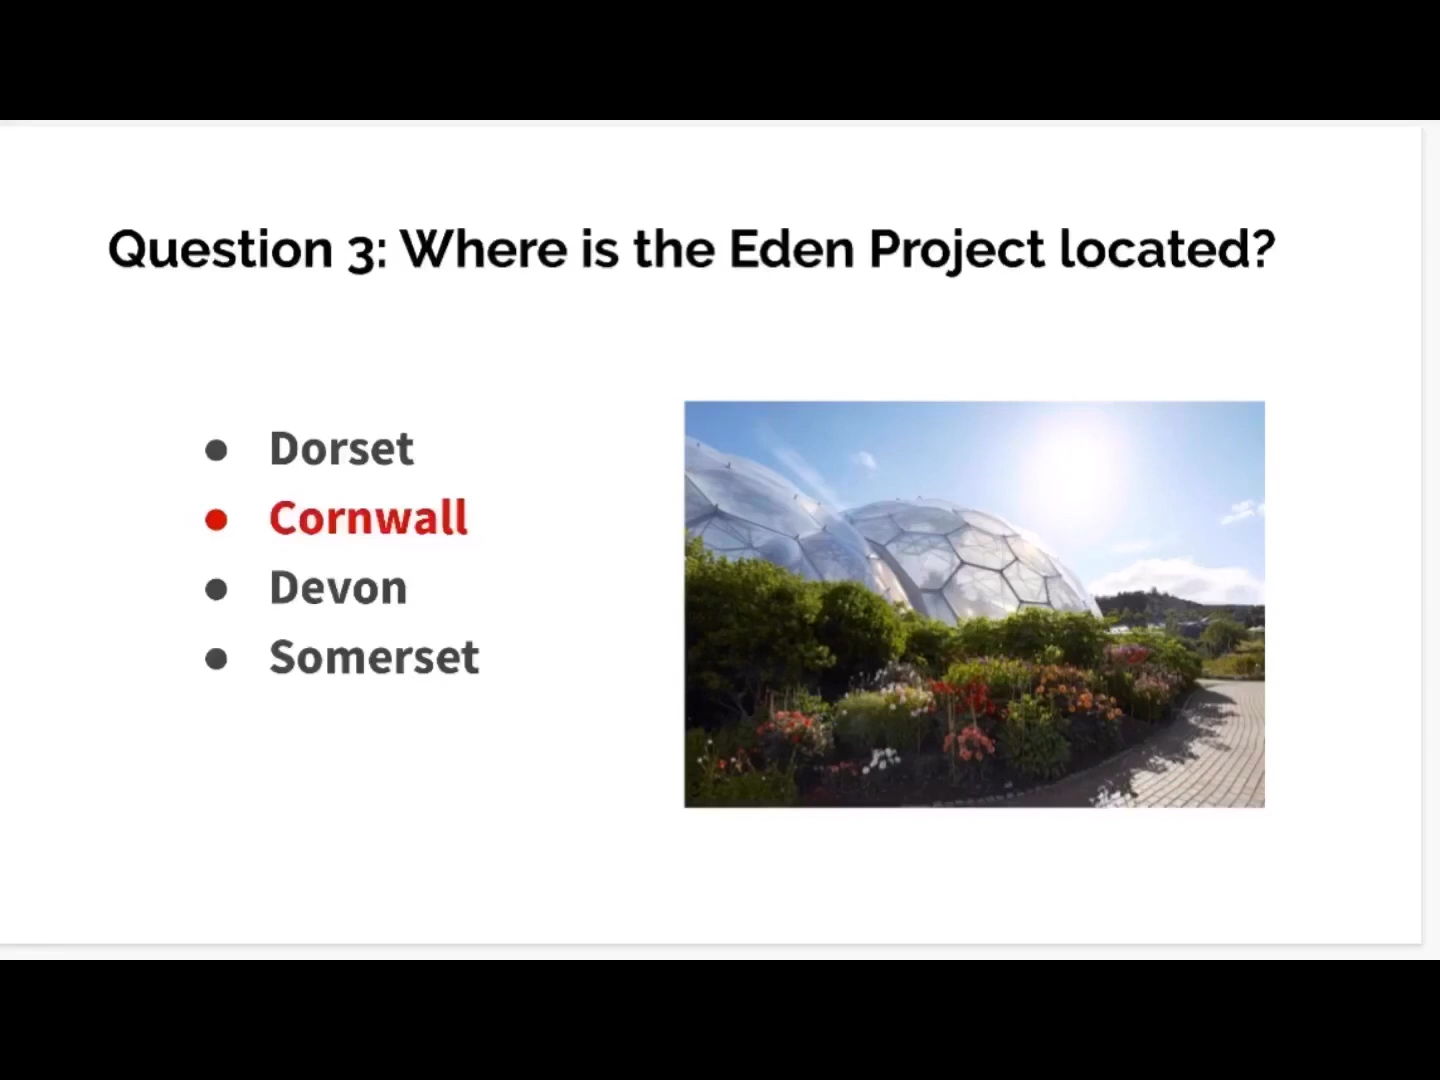 Question 3: Where is the Eden Project located?
● Dorset
● Cornwall
● Devon
● Somerset